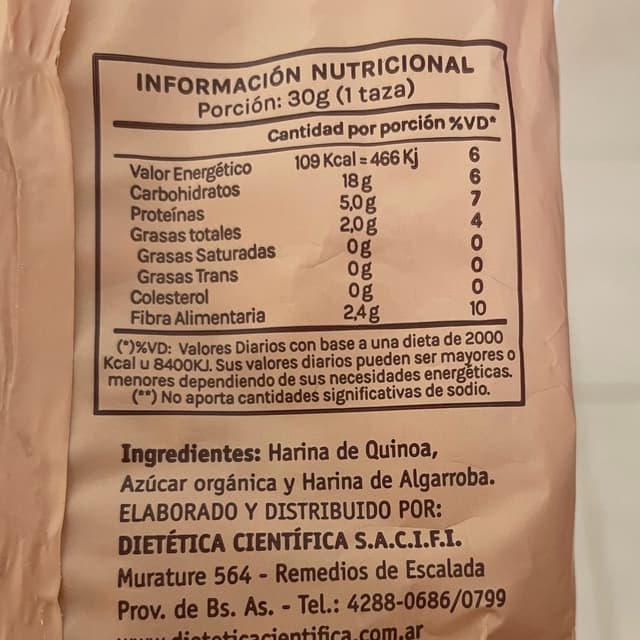 INFORMACIÓN NUTRICIONAL
Porción: 30g (1 taza)
Cantidad por porción %VD*
Valor Energético 109 Kcal = 466 Kj 6
Carbohidratos 18 g 6
Proteínas 5,0 g 7
Grasas totales 2,0 g 4
Grasas Saturadas 0 g 0
Grasas Trans 0 g 0
Colesterol 0 g 0
Fibra Alimentaria 2,4 g 10
(*)%VD: Valores Diarios con base a una dieta de 2000
Kcal u 8400KJ. Sus valores diarios pueden ser mayores o
menores dependiendo de sus necesidades energéticas.
(**) No aporta cantidades significativas de sodio.
Ingredientes: Harina de Quinoa,
Azúcar orgánica y Harina de Algarroba.
ELABORADO Y DISTRIBUIDO POR:
DIETÉTICA CIENTÍFICA S.A.C.I.F.I.
Murature 564 - Remedios de Escalada
Prov. de Bs. As. - Tel.: 4288-0686/0799
www.dieteticacientifica.com.ar